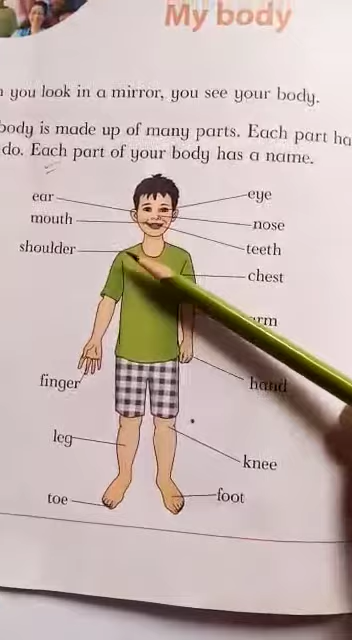 My body
you look in a mirror, you see your body.
body is made up of many parts. Each part ha
do. Each part of your body has a name.
ear
eye
mouth
nose
shoulder
teeth
chest
rm
finger
hand
leg
knee
toe
foot